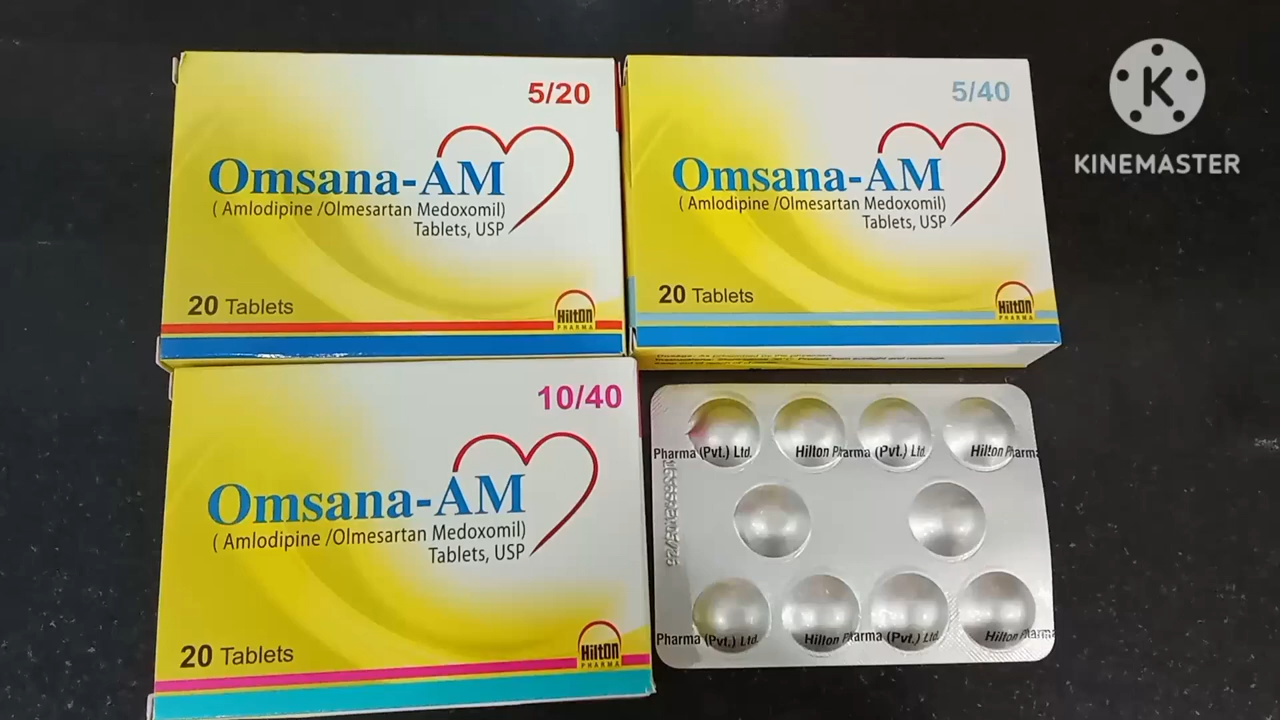 5/20
Omsana-AM
( Amlodipine /Olmesartan Medoxomil)
Tablets, USP
20 Tablets
Hilton
PHARMA
5/40
Omsana-AM
( Amlodipine /Olmesartan Medoxomil)
Tablets, USP
20 Tablets
Hilton
PHARMA
K
KINEMASTER
10/40
Omsana-AM
( Amlodipine /Olmesartan Medoxomil)
Tablets, USP
20 Tablets
Hilton
PHARMA
Pharma (Pvt.) Ltd. Hilton Pharma (Pvt.) Ltd. Hilton Pharma
Pharma (Pvt.) Ltd. Hilton Pharma (Pvt.) Ltd. Hilton Pharma